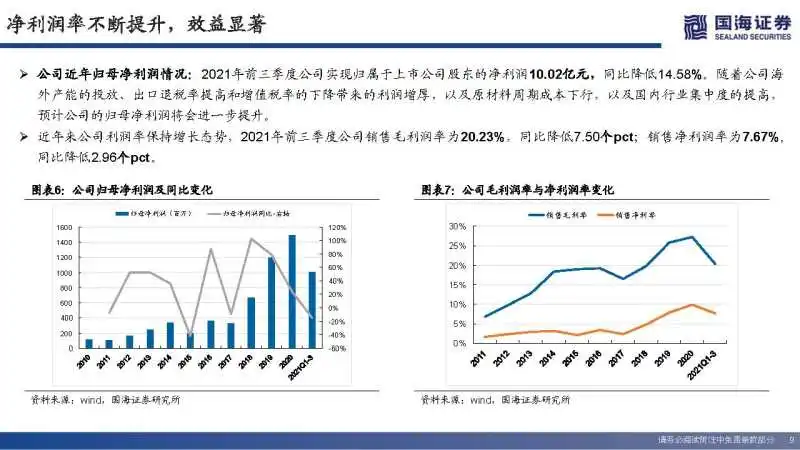 净利润率不断提升，效益显著
国海证券
SEALAND SECURITIES
公司近年归母净利润情况：2021年前三季度公司实现归属于上市公司股东的净利润10.02亿元，同比降低14.58%。随着公司海
外产能的投放、出口退税率提高和增值税率的下降带来的利润增厚，以及原材料周期成本下行，以及国内行业集中度的提高，
预计公司的归母净利润将会进一步提升。
近年来公司利润率保持增长态势，2021年前三季度公司销售毛利润率为20.23%，同比降低7.50个pct；销售净利润率为7.67%，
同比降低2.96个pct。
图表6：公司归母净利润及同比变化
归母净利润（百万） 归母净利润同比-右轴
1600 120%
1400 100%
1200 80%
1000 60%
800 40%
600 20%
400 0%
200 -20%
0 -40%
-60%
2010 2011 2012 2013 2014 2015 2016 2017 2018 2019 2020 2021Q1-3
资料来源：wind，国海证券研究所
图表7：公司毛利润率与净利润率变化
销售毛利率 销售净利率
30%
25%
20%
15%
10%
5%
0%
2011 2012 2013 2014 2015 2016 2017 2018 2019 2020 2021Q1-3
资料来源：wind，国海证券研究所
请务必阅读附注中免责条款部分 9